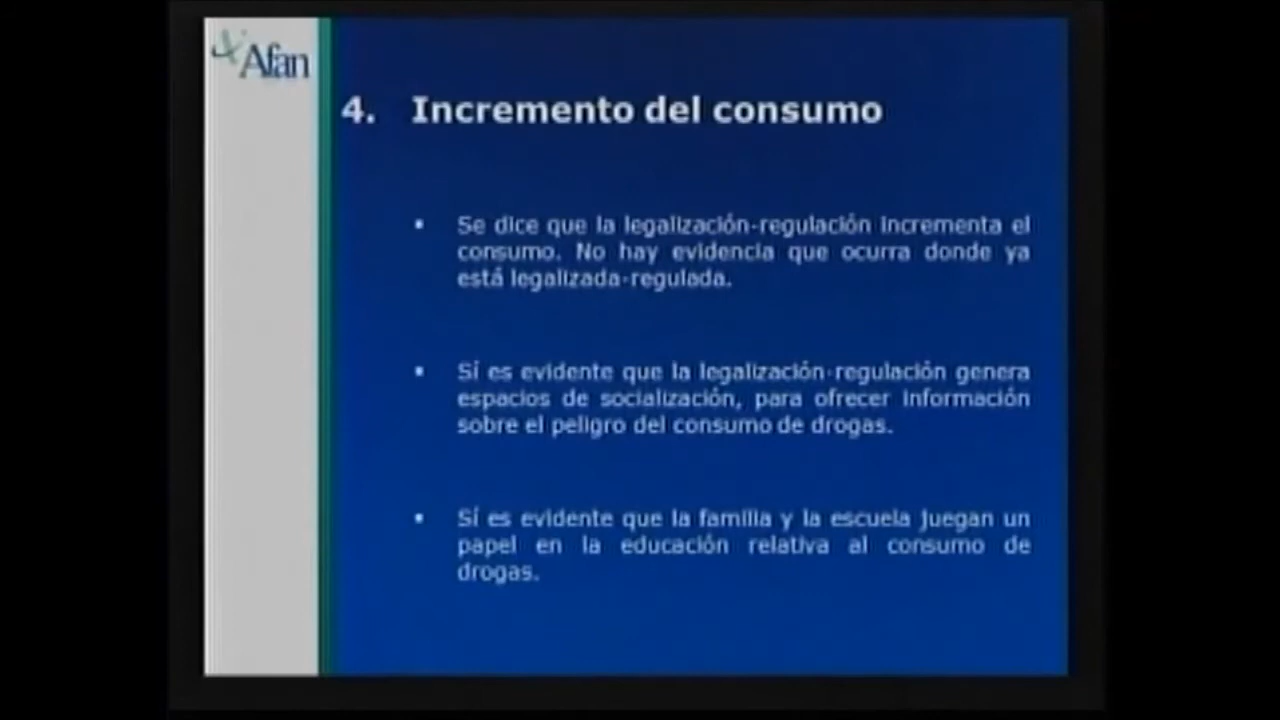 Afan
4. Incremento del consumo
▪ Se dice que la legalización-regulación incrementa el
consumo. No hay evidencia que ocurra donde ya
está legalizada-regulada.
▪ Sí es evidente que la legalización-regulación genera
espacios de socialización, para ofrecer información
sobre el peligro del consumo de drogas.
▪ Sí es evidente que la familia y la escuela juegan un
papel en la educación relativa al consumo de
drogas.